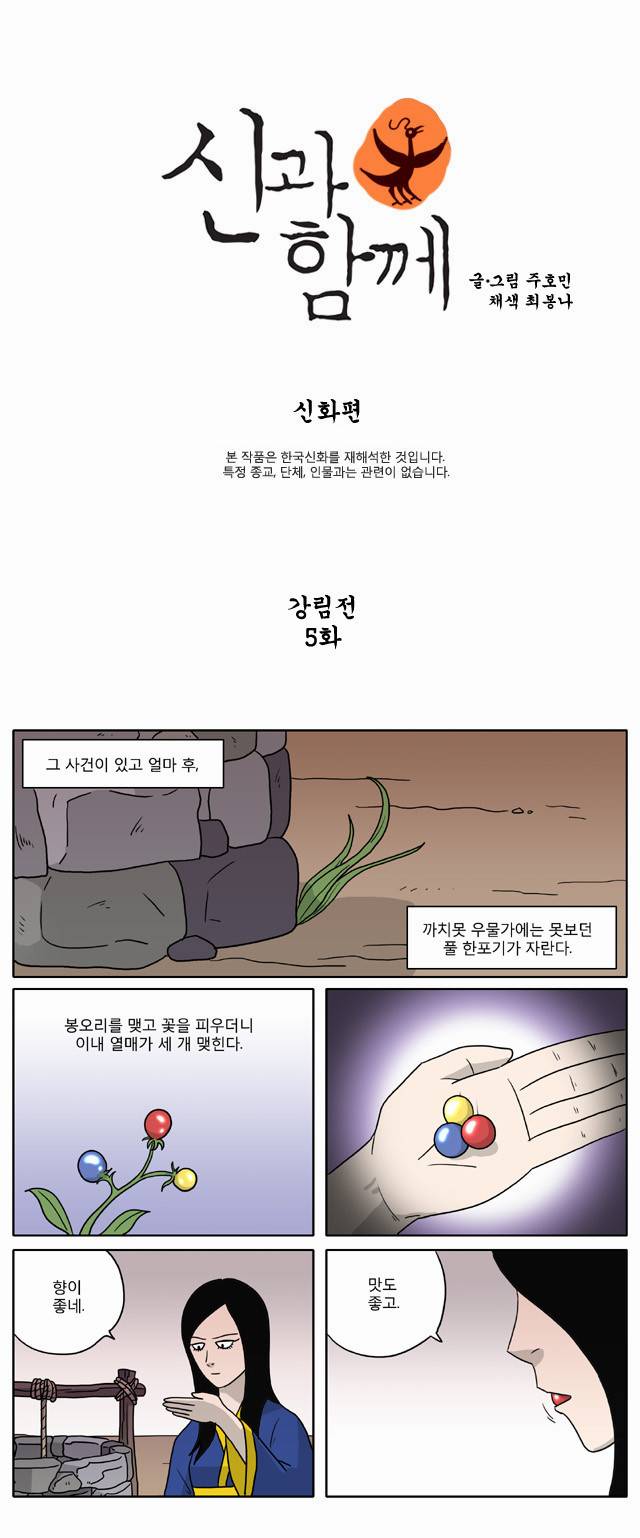 신과
함께
글·그림 주호민
채색 최봉나
신화편
본 작품은 한국신화를 재해석한 것입니다.
특정 종교, 단체, 인물과는 관련이 없습니다.
강림전
5화
그 사건이 있고 얼마 후,
까치못 우물가에는 못보던
풀 한포기가 자란다.
봉오리를 맺고 꽃을 피우더니
이내 열매가 세 개 맺힌다.
향이
좋네.
맛도
좋고.